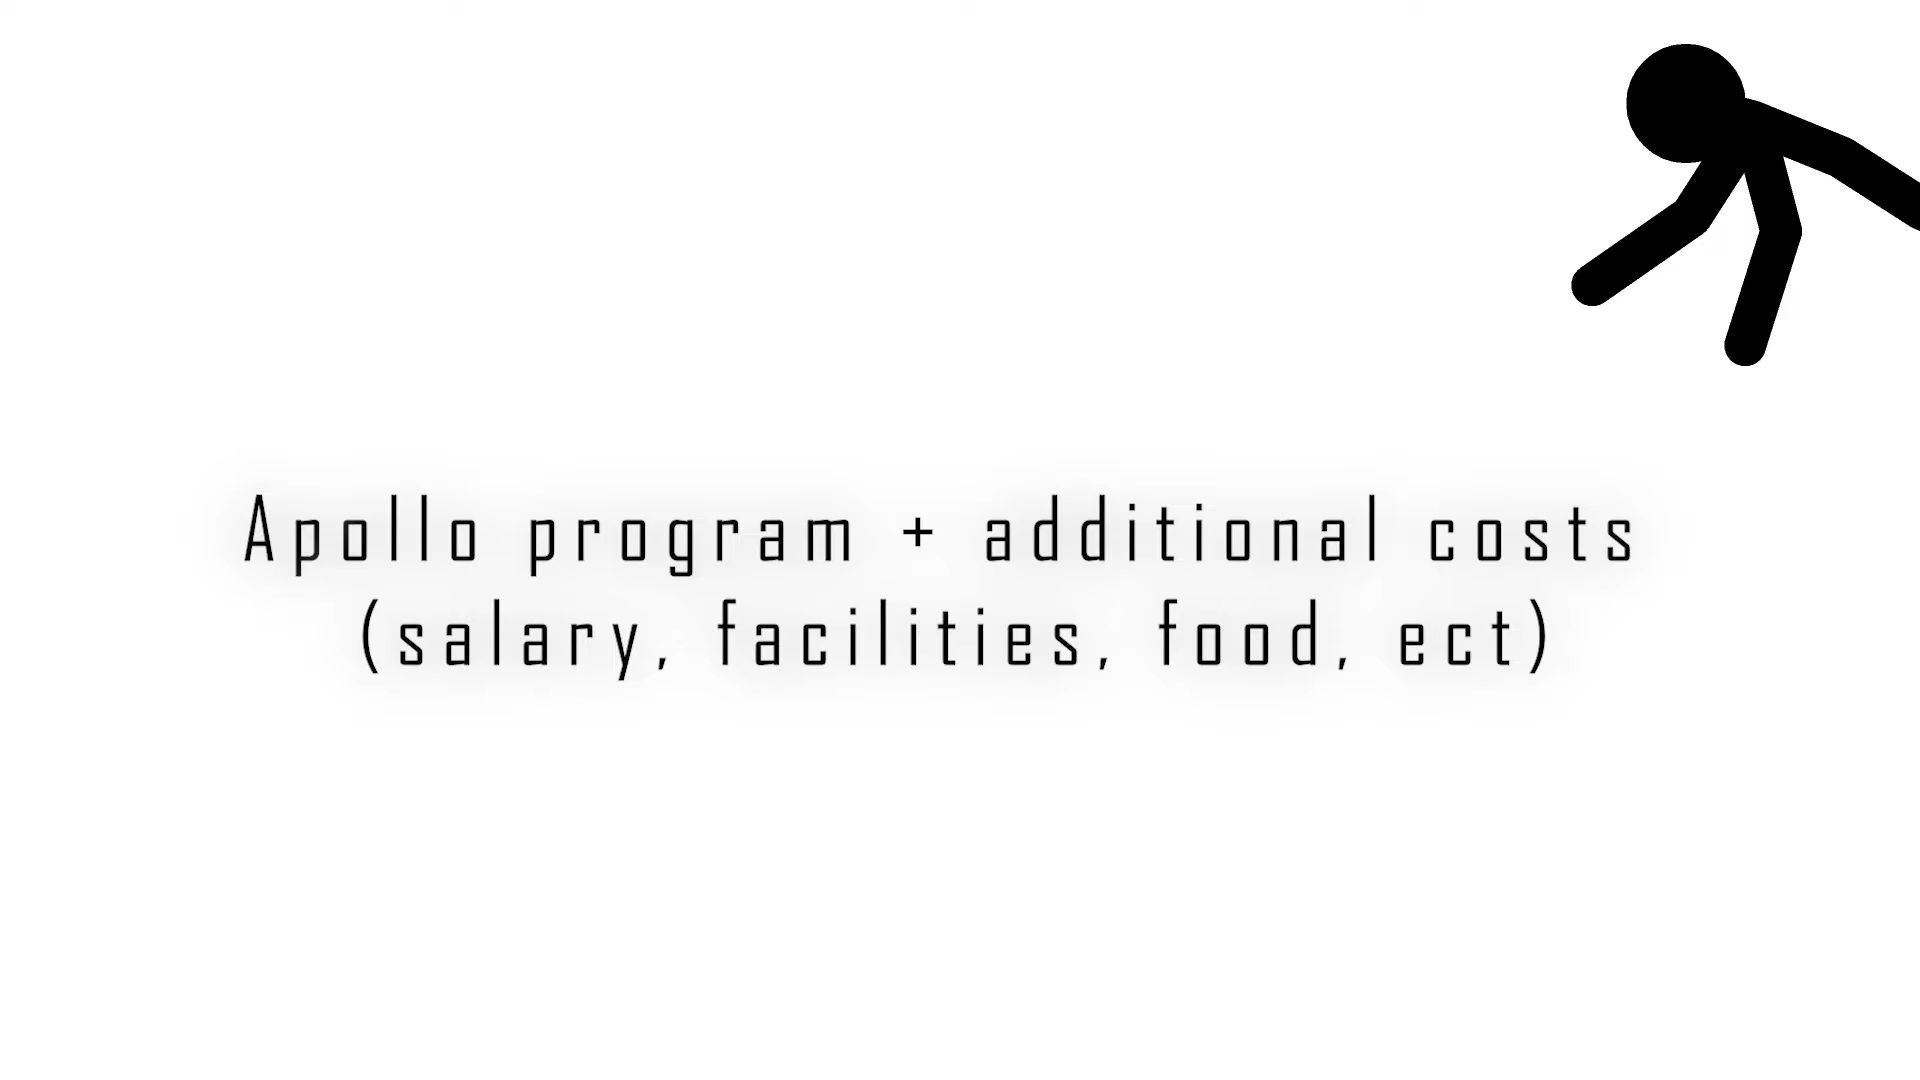 Apollo program + additional costs
(salary, facilities, food, ect)